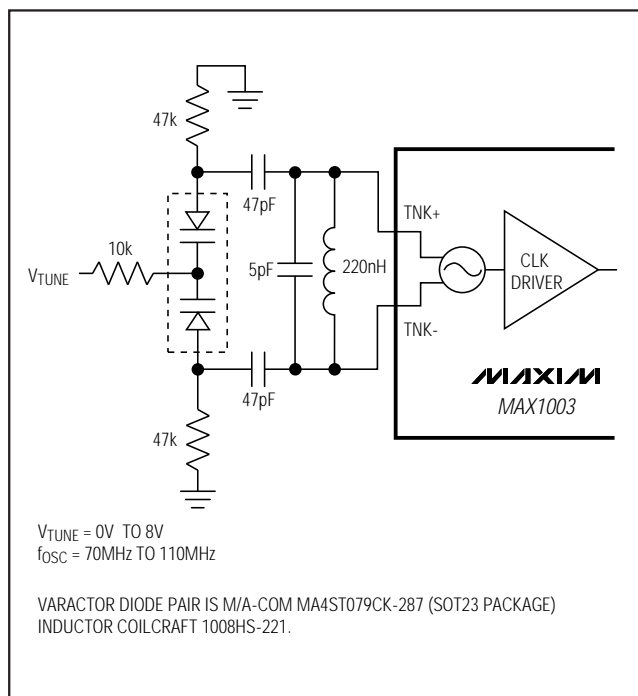 47k
47pF
10k
VTUNE
5pF
220nH
TNK+
TNK-
CLK
DRIVER
MAXIM
MAX1003
47pF
47k
VTUNE = 0V TO 8V
fOSC = 70MHz TO 110MHz
VARACTOR DIODE PAIR IS M/A-COM MA4ST079CK-287 (SOT23 PACKAGE)
INDUCTOR COILCRAFT 1008HS-221.